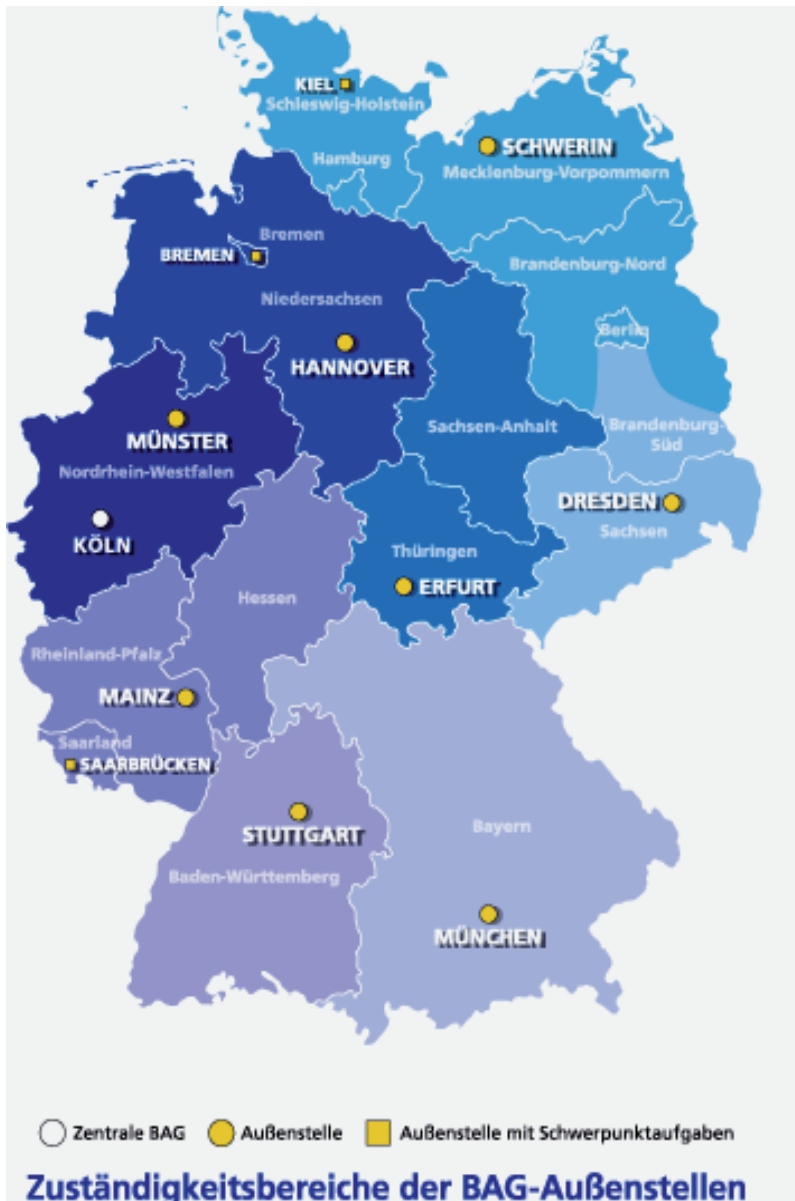 KIEL
Schleswig-Holstein
SCHWERIN
Hamburg
Mecklenburg-Vorpommern
Bremen
BREMEN
Brandenburg-Nord
Niedersachsen
Berlin
HANNOVER
MÜNSTER
Sachsen-Anhalt
Brandenburg-
Süd
Nordrhein-Westfalen
DRESDEN
Sachsen
KÖLN
Thüringen
ERFURT
Hessen
Rheinland-Pfalz
MAINZ
Saarland
SAARBRÜCKEN
STUTTGART
Bayern
Baden-Württemberg
MÜNCHEN
Zentrale BAG Außenstelle Außenstelle mit Schwerpunktaufgaben
Zuständigkeitsbereiche der BAG-Außenstellen